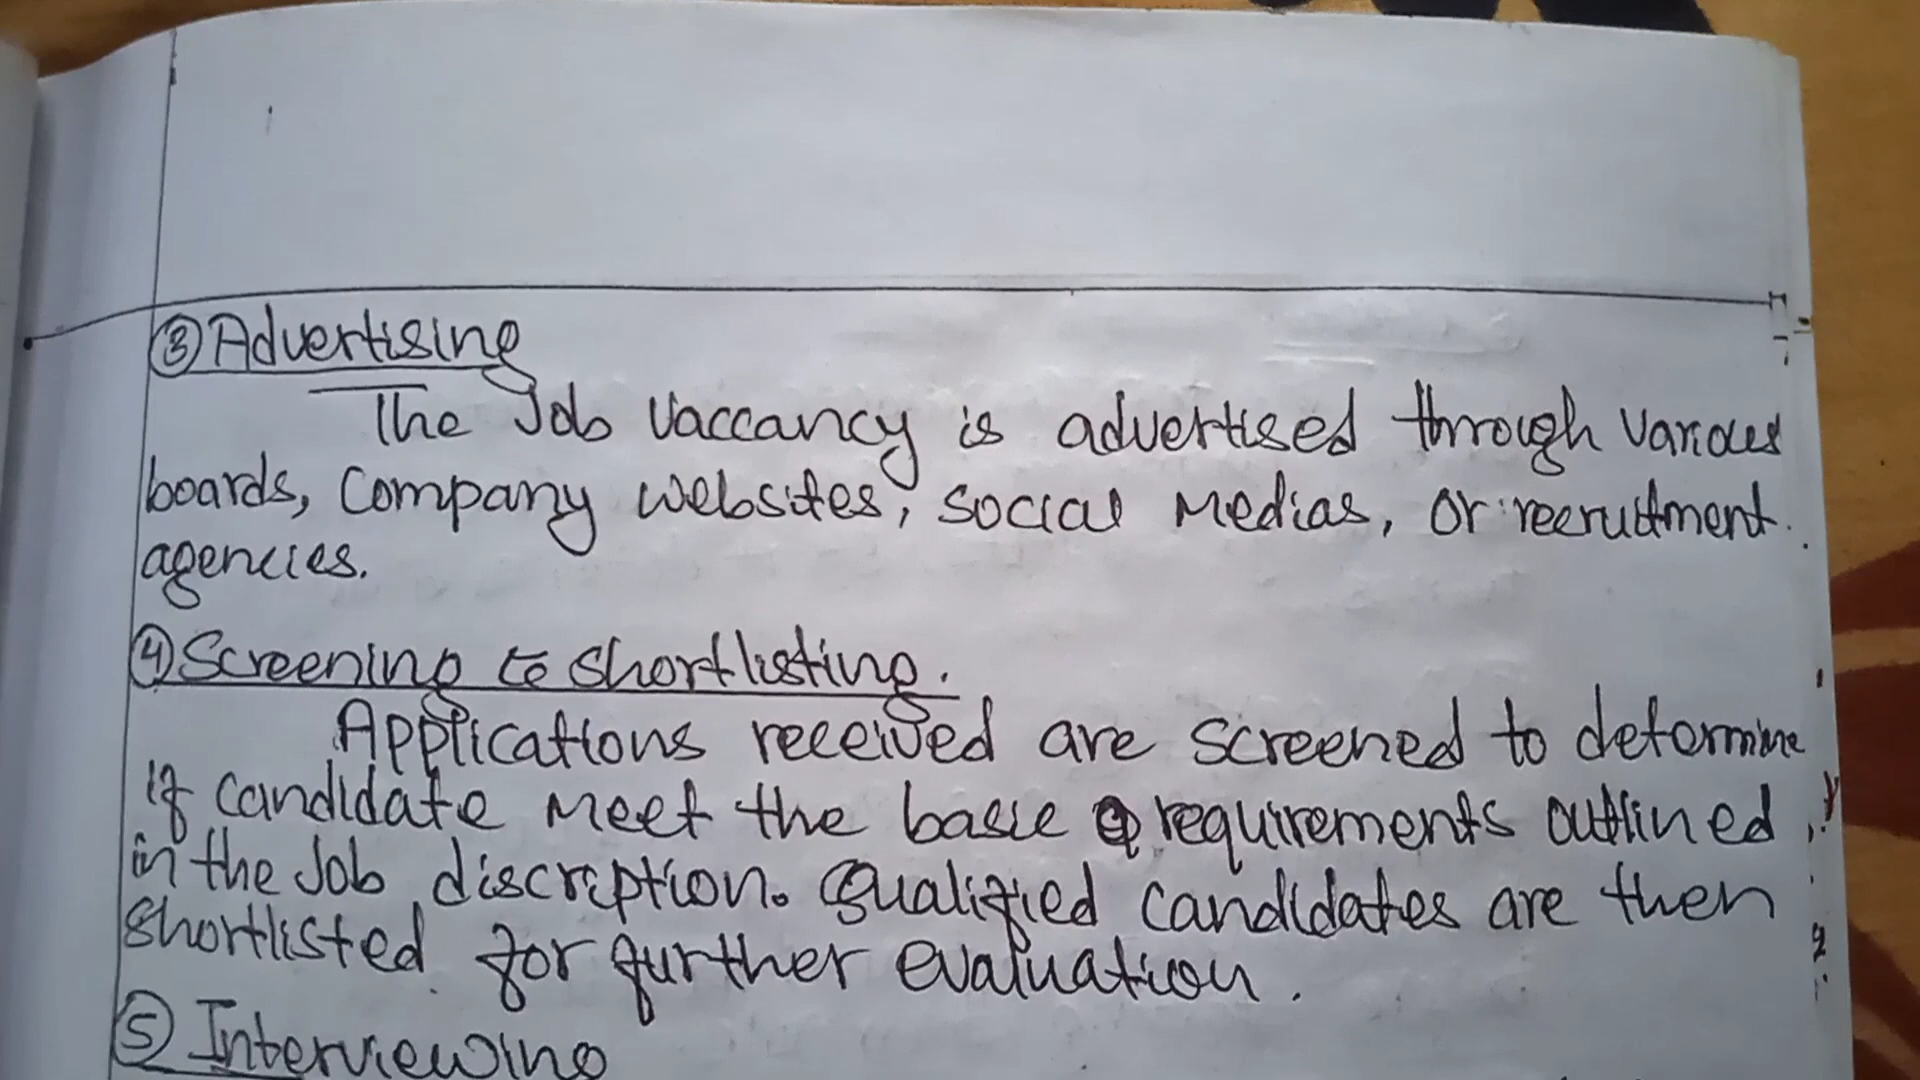 ③ Advertising
The Job Vaccancy is advertised through various
boards, Company websites, social medias, or recruitment.
agencies.
④ Screening to shortlisting.
Applications received are screened to determine
if candidate meet the basic requirements outlined
in the Job discription. Qualified candidates are then
shortlisted for further evaluation.
⑤ Interviewing